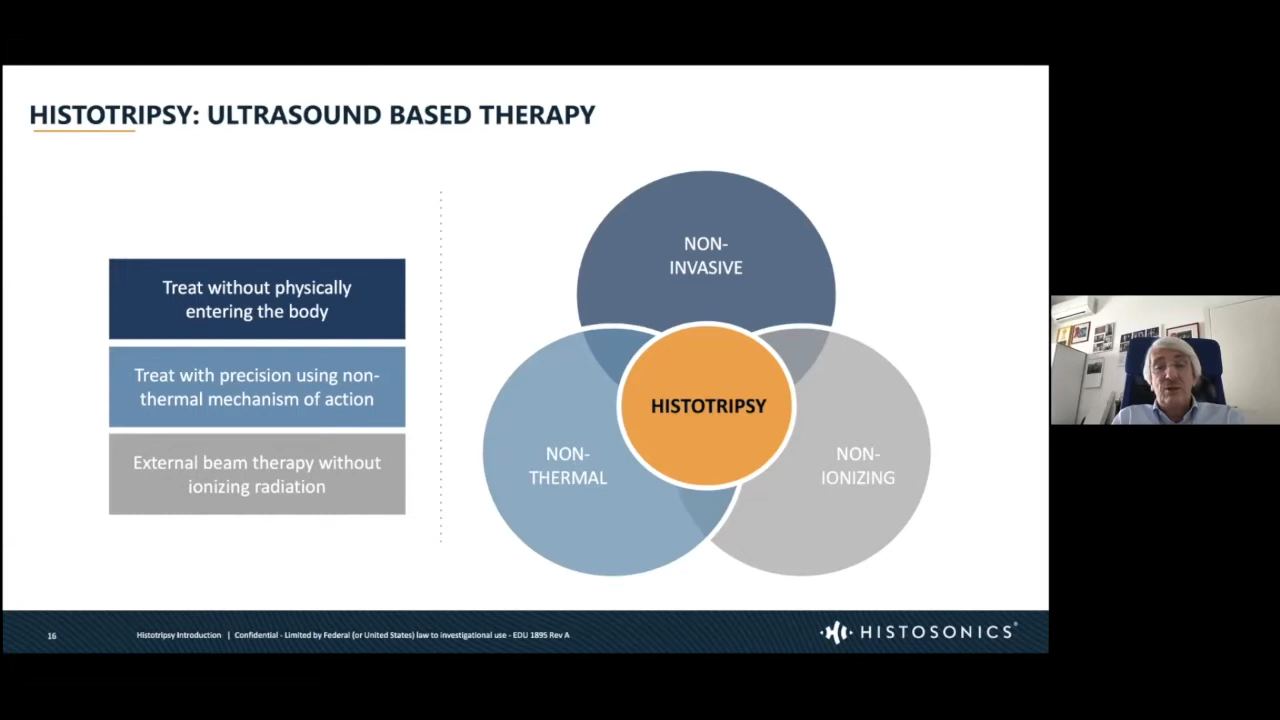 HISTOTRIPSY: ULTRASOUND BASED THERAPY
Treat without physically
entering the body
Treat with precision using non-
thermal mechanism of action
External beam therapy without
ionizing radiation
NON-
INVASIVE
HISTOTRIPSY
NON-
THERMAL
NON-
IONIZING
16
Histotripsy Introduction | Confidential - Limited by Federal (or United States) law to investigational use - EDU 1895 Rev A
HISTOSONICS®